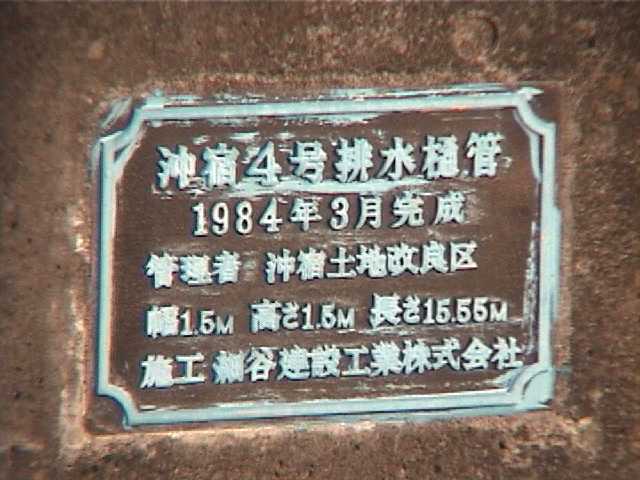 沖宿4号排水樋管
1984年3月完成
管理者 沖宿土地改良区
幅1.5M 高さ1.5M 長さ15.55M
施工 細谷建設工業株式会社